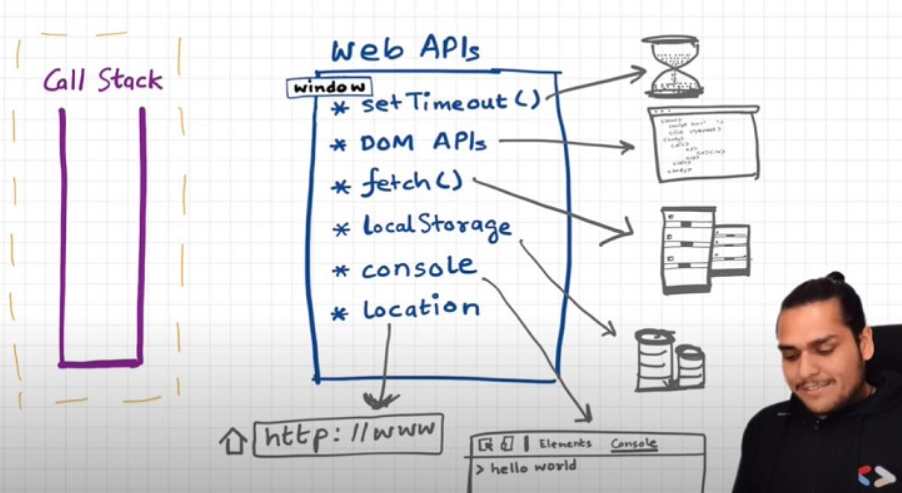 Web APIs
Call Stack
window
* setTimeout()
* DOM APIs
* fetch()
* localStorage
* console
* location
http://www
Elements Console
> hello world